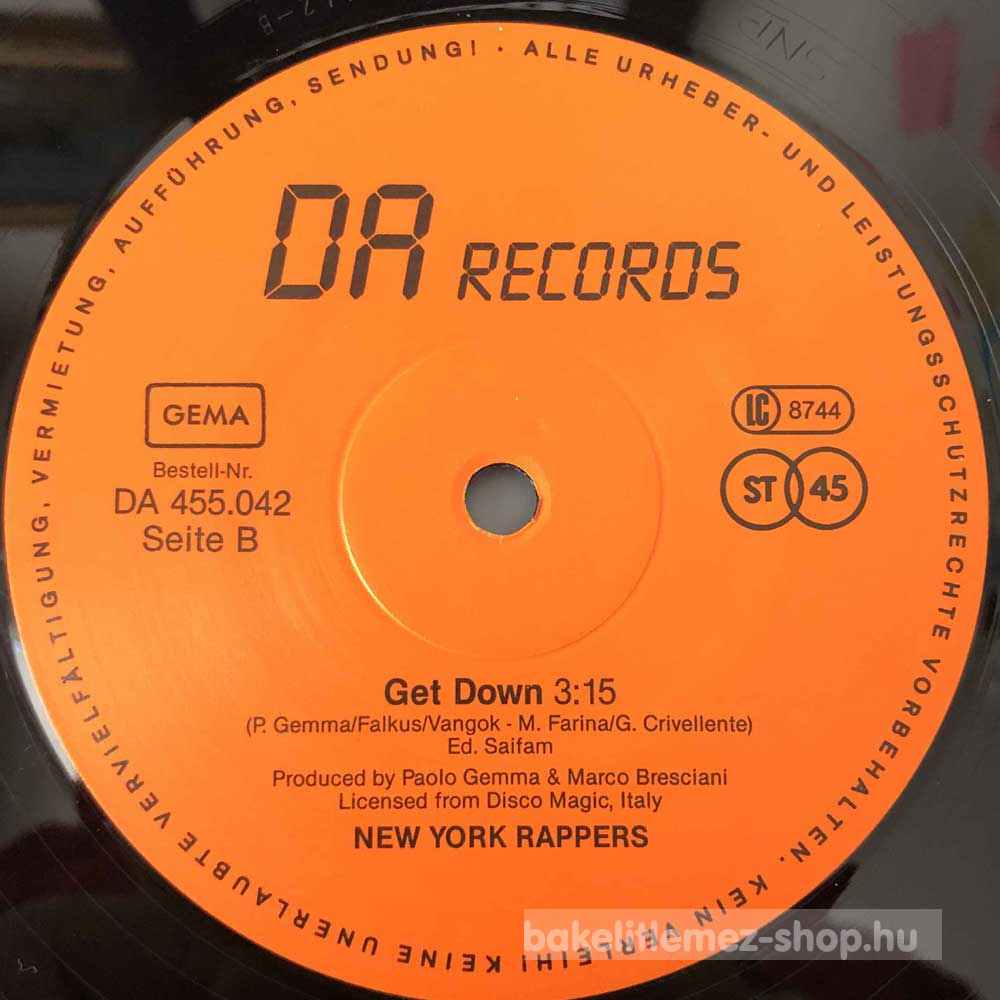 ALLE URHEBER- UND LEISTUNGSSCHUTZRECHTE VORBEHALTEN. KEIN VERLEIH! KEINE UNERLAUBTE VERVIELFÄLTIGUNG, VERMIETUNG, AUFFÜHRUNG, SENDUNG! ·
DA RECORDS
GEMA
LC 8744
Bestell-Nr.
DA 455.042
Seite B
ST 45
Get Down 3:15
(P. Gemma/Falkus/Vangok - M. Farina/G. Crivellente)
Ed. Saifam
Produced by Paolo Gemma & Marco Bresciani
Licensed from Disco Magic, Italy
NEW YORK RAPPERS
bakelitlemez-shop.hu